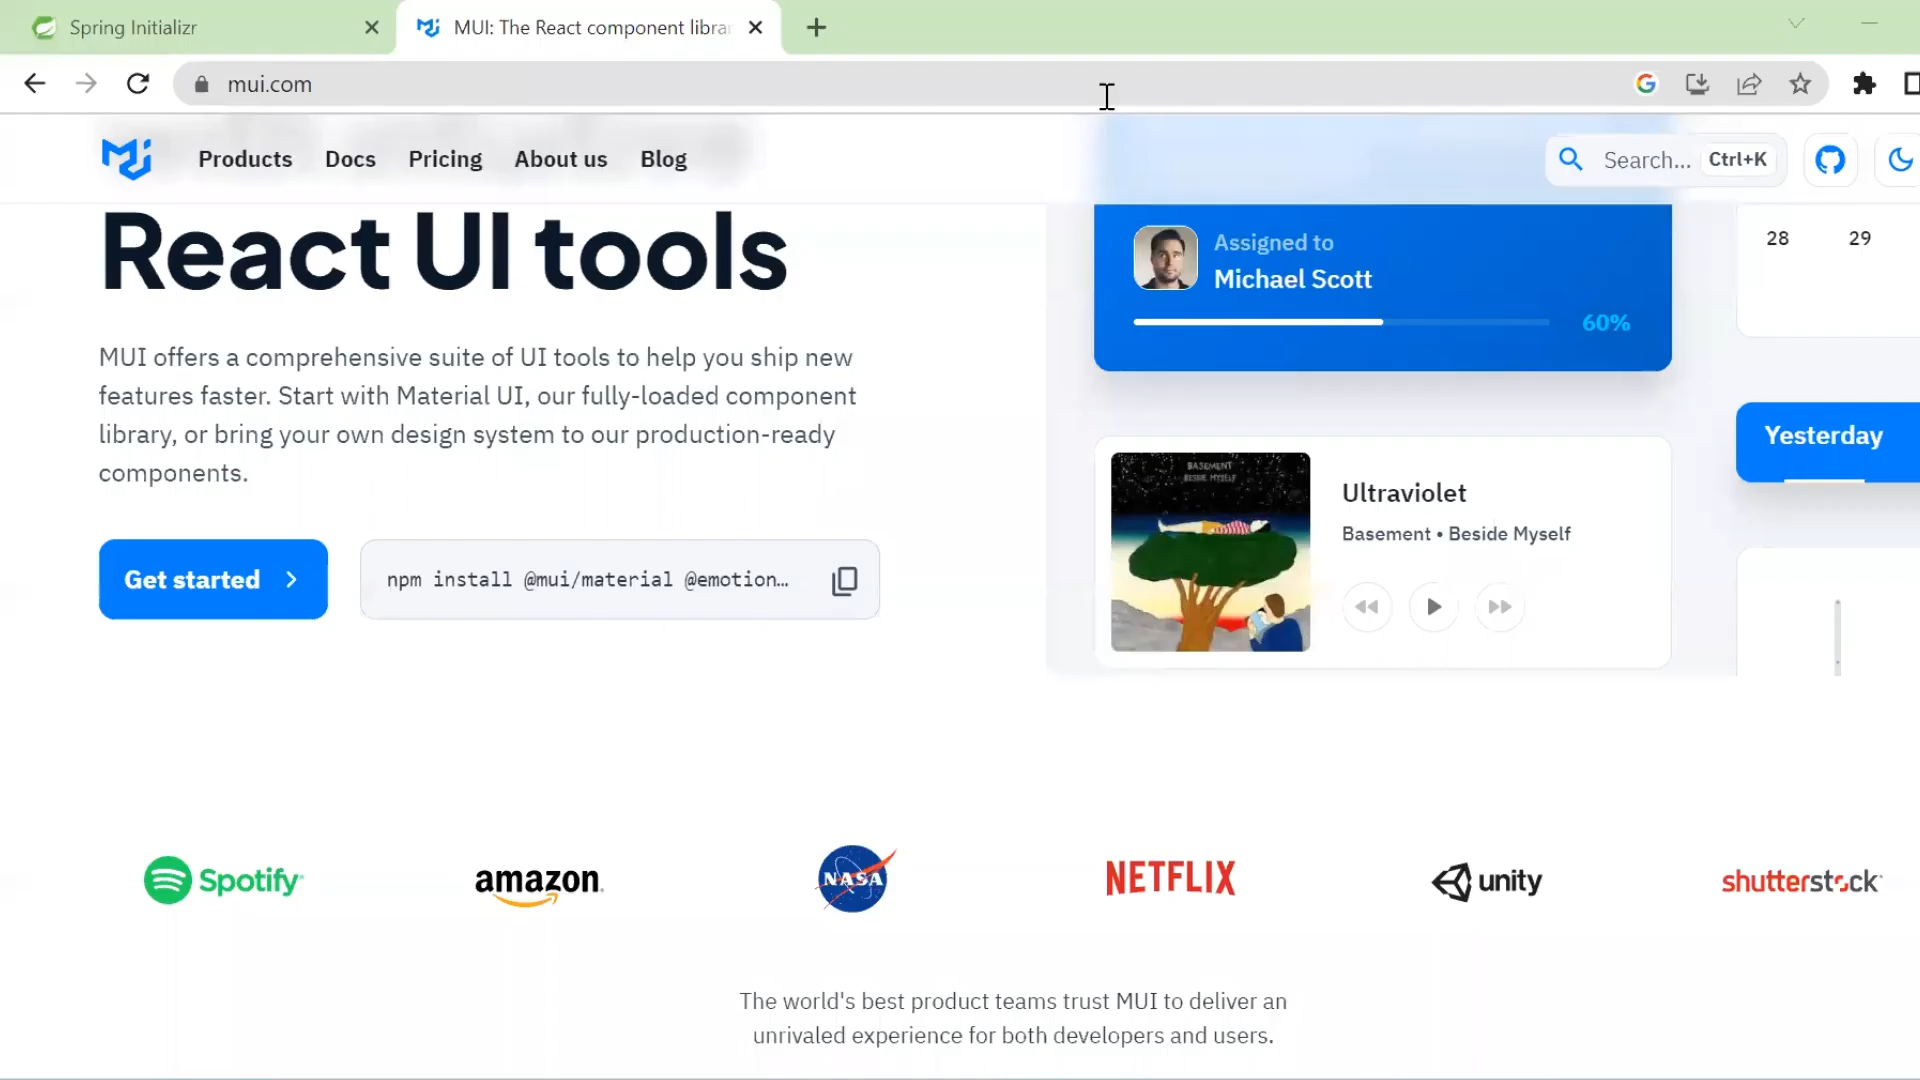 Spring Initializr
MUI: The React component libra
mui.com
Products Docs Pricing About us Blog
Search... Ctrl+K
React UI tools
MUI offers a comprehensive suite of UI tools to help you ship new
features faster. Start with Material UI, our fully-loaded component
library, or bring your own design system to our production-ready
components.
Get started
npm install @mui/material @emotion...
Assigned to
Michael Scott
60%
28 29
Yesterday
BASEMENT
BESIDE MYSELF
Ultraviolet
Basement • Beside Myself
Spotify
amazon
NASA
NETFLIX
unity
shutterstock
The world's best product teams trust MUI to deliver an
unrivaled experience for both developers and users.